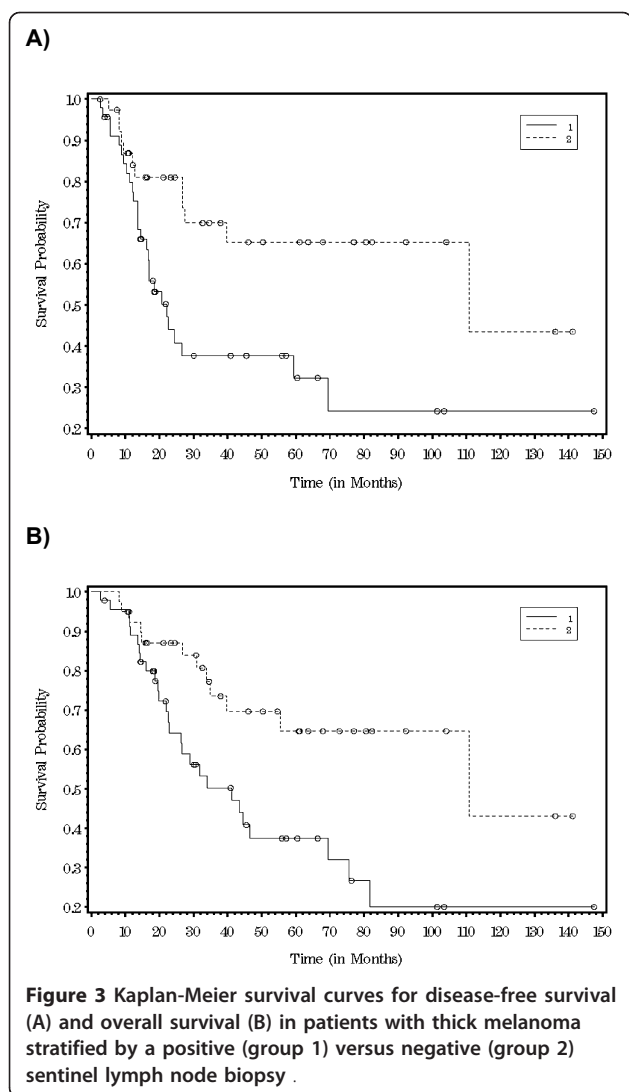 A)
1.0
0.9
0.8
0.7
0.6
0.5
0.4
0.3
0.2
Survival Probability
1
2
0 10 20 30 40 50 60 70 80 90 100 110 120 130 140 150
Time (in Months)
B)
1.0
0.9
0.8
0.7
0.6
0.5
0.4
0.3
0.2
Survival Probability
1
2
0 10 20 30 40 50 60 70 80 90 100 110 120 130 140 150
Time (in Months)
Figure 3 Kaplan-Meier survival curves for disease-free survival
(A) and overall survival (B) in patients with thick melanoma
stratified by a positive (group 1) versus negative (group 2)
sentinel lymph node biopsy .